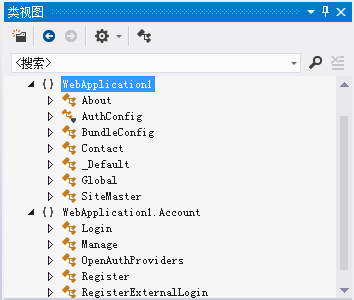 类视图
<搜索>
{ } WebApplication1
About
AuthConfig
BundleConfig
Contact
_Default
Global
SiteMaster
{ } WebApplication1.Account
Login
Manage
OpenAuthProviders
Register
RegisterExternalLogin